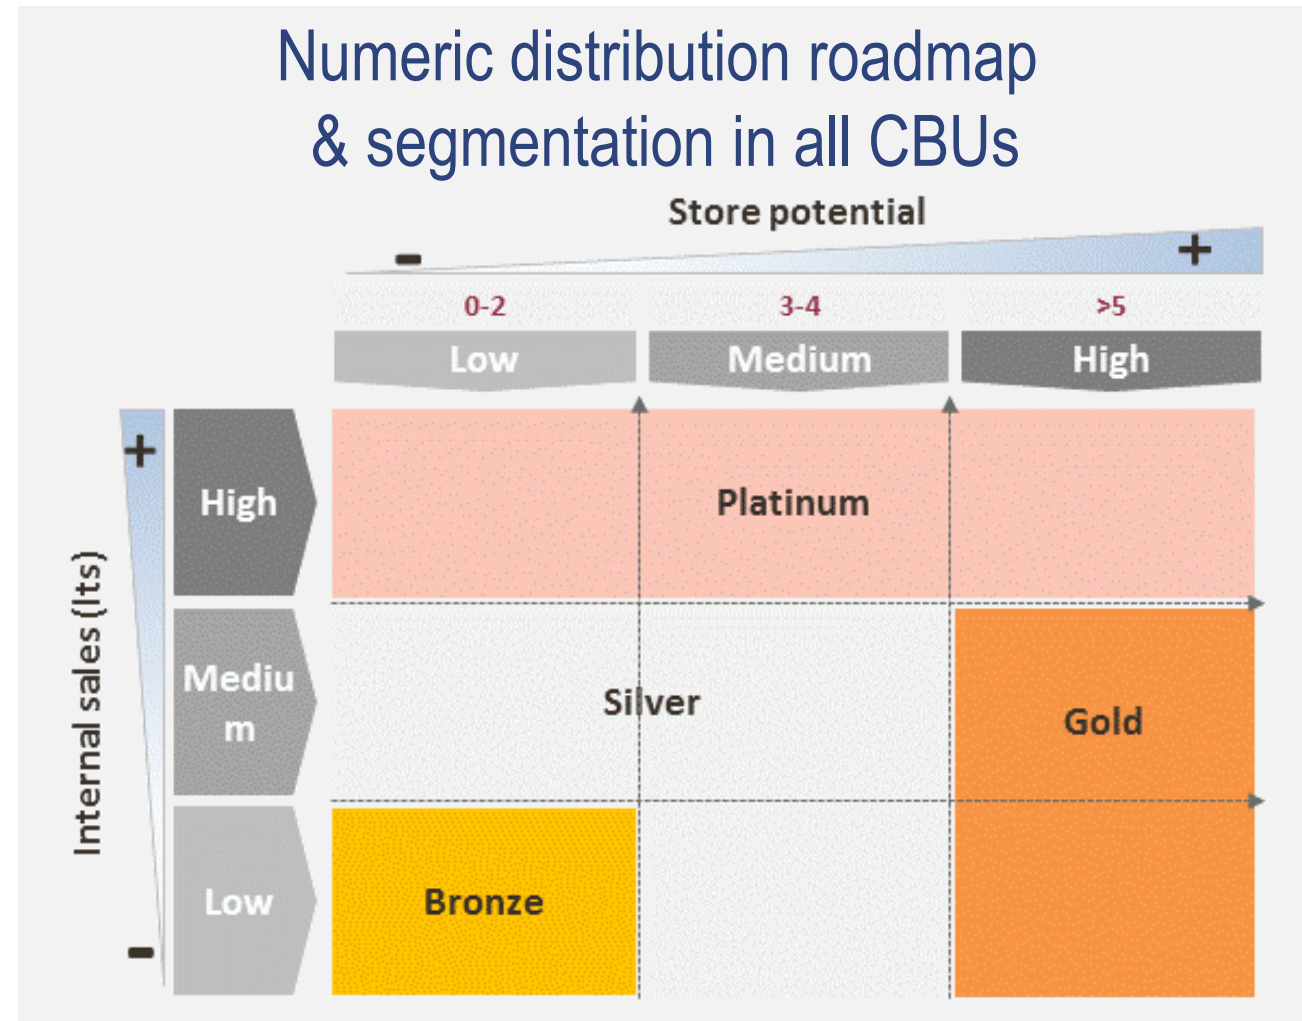 Numeric distribution roadmap
& segmentation in all CBUs
Store potential
-
+
0-2
3-4
>5
Low
Medium
High
Internal sales (lts)
+
High
Platinum
Mediu
m
Silver
Gold
Low
Bronze
-